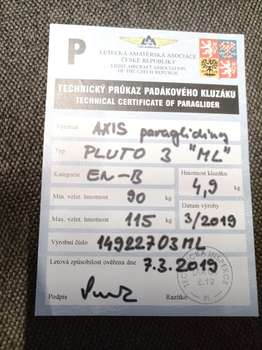 P
LETECKÁ AMATÉRSKÁ ASOCIACE
ČESKÉ REPUBLIKY
LIGHT AIRCRAFT ASSOCIATION
OF THE CZECH REPUBLIC
TECHNICKÝ PRŮKAZ PADÁKOVÉHO KLUZÁKU
TECHNICAL CERTIFICATE OF PARAGLIDER
Výrobce AXIS paragliding
Typ PLUTO 3 "ML"
Kategorie EN-B Hmotnost kluzáku
Min. vzlet. hmot. 90 kg 4,9 kg
Max. vzlet. hmot. 115 kg Datum výroby 3/2019
Výrobní číslo 14922703ML
Letová způsobilost ověřena dne 7.3.2019
Podpis Razítko